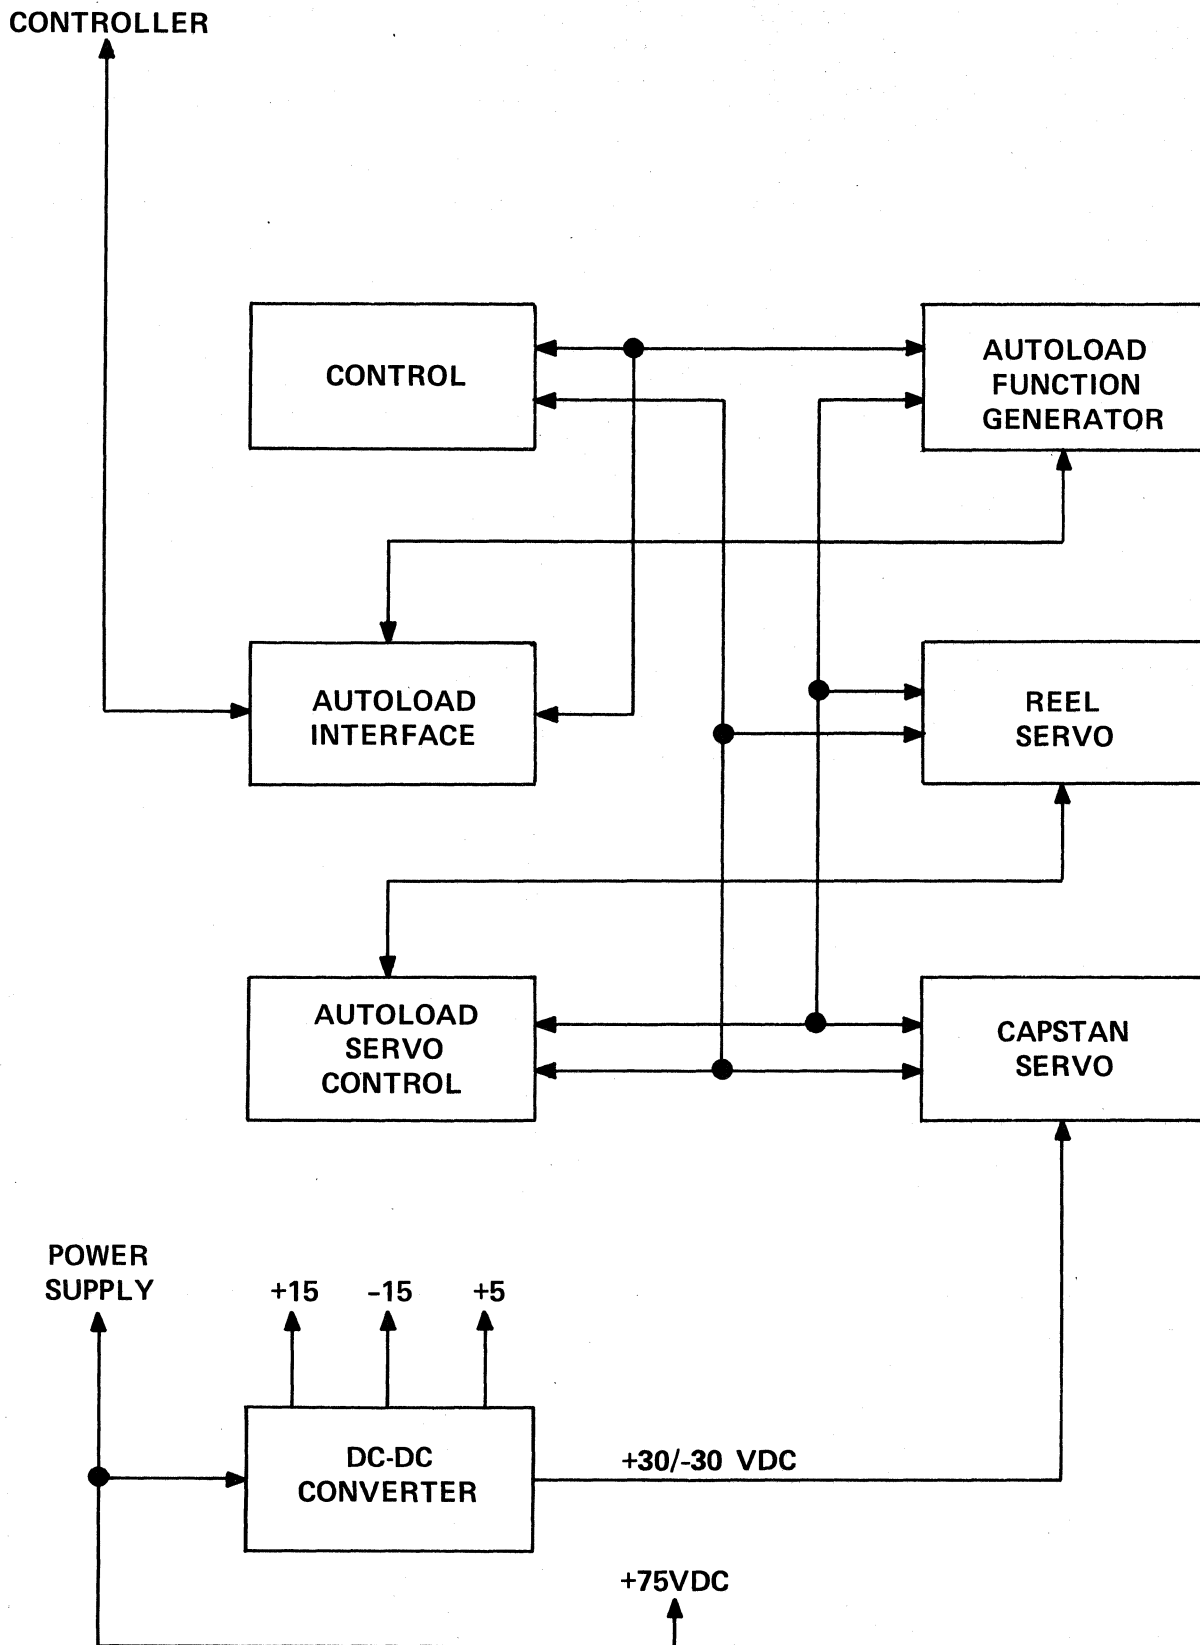 CONTROLLER
CONTROL
AUTOLOAD
FUNCTION
GENERATOR
AUTOLOAD
INTERFACE
REEL
SERVO
AUTOLOAD
SERVO
CONTROL
CAPSTAN
SERVO
POWER
SUPPLY
+15
-15
+5
DC-DC
CONVERTER
+30/-30 VDC
+75VDC